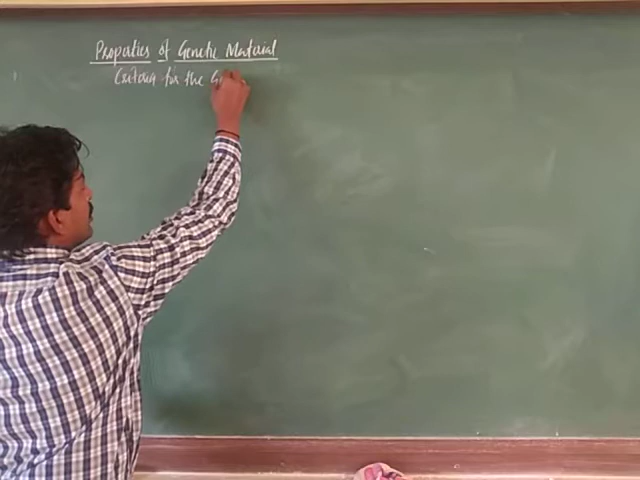 Properties of Genetic Material
Criteria for the G